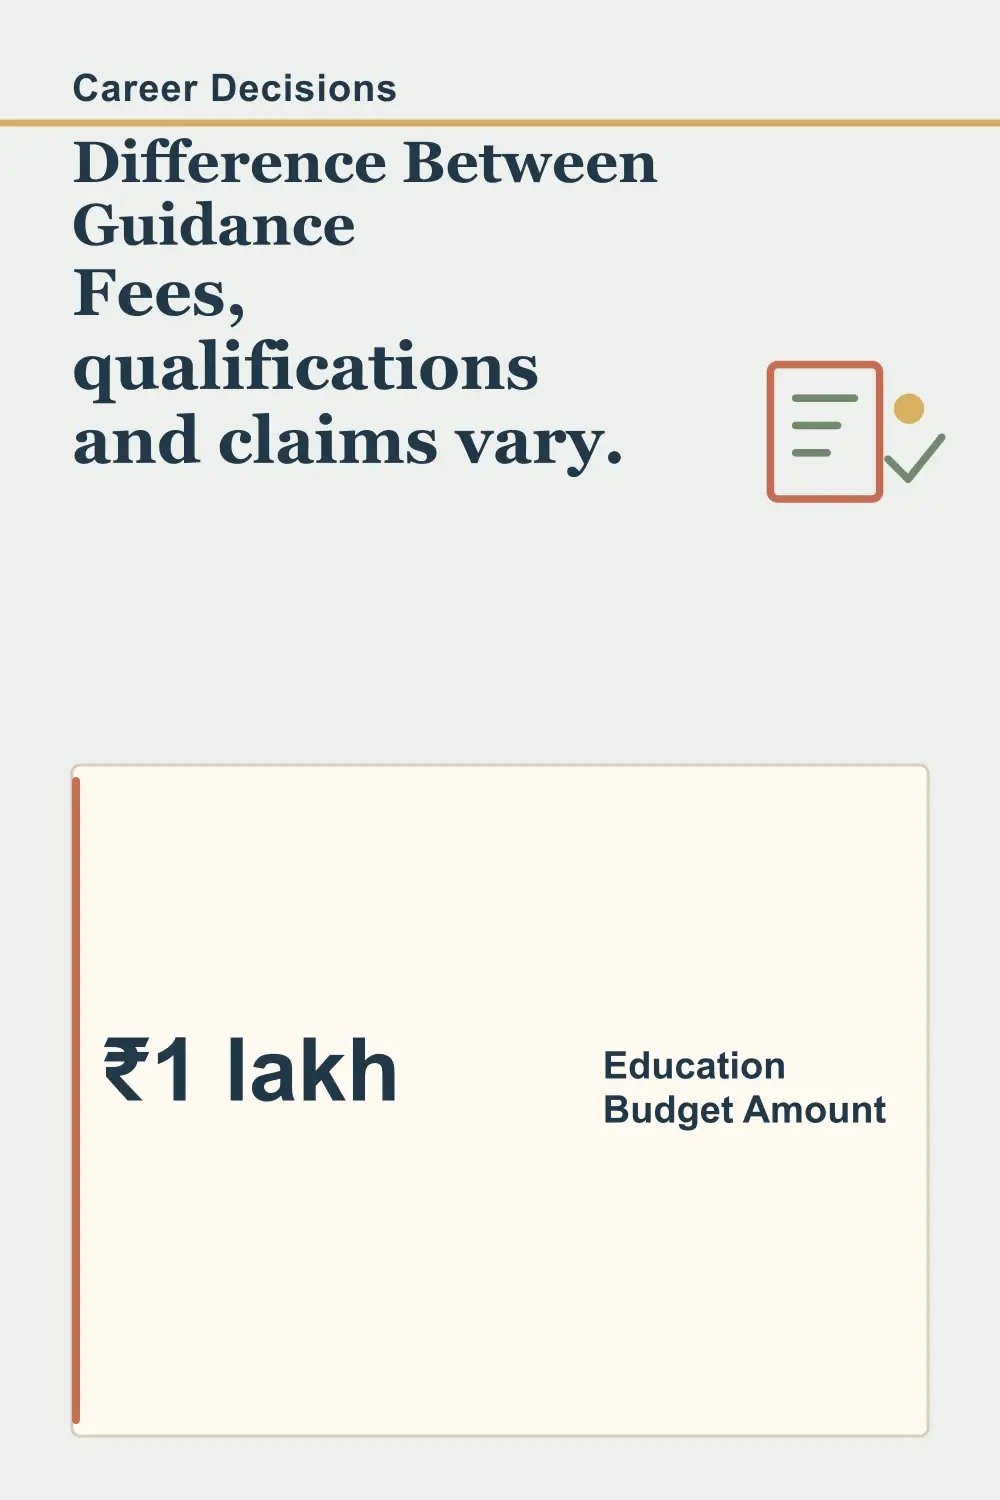 Career Decisions
Difference Between
Guidance
Fees,
qualifications
and claims vary.
₹1 lakh
Education
Budget Amount